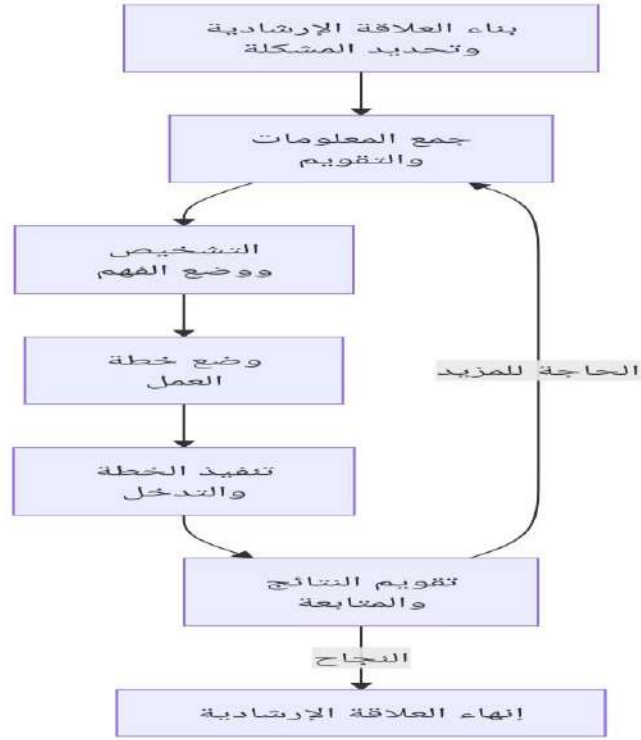 بناء العلاقة الإرشادية
وتحديد المشكلة
جمع المعلومات
والتقويم
التشخيص
ووضع الفهم
وضع خطة
العمل
الحاجة للمزيد
تنفيذ الخطة
والتدخل
تقويم النتائج
والمتابعة
النجاح
إنهاء العلاقة الإرشادية